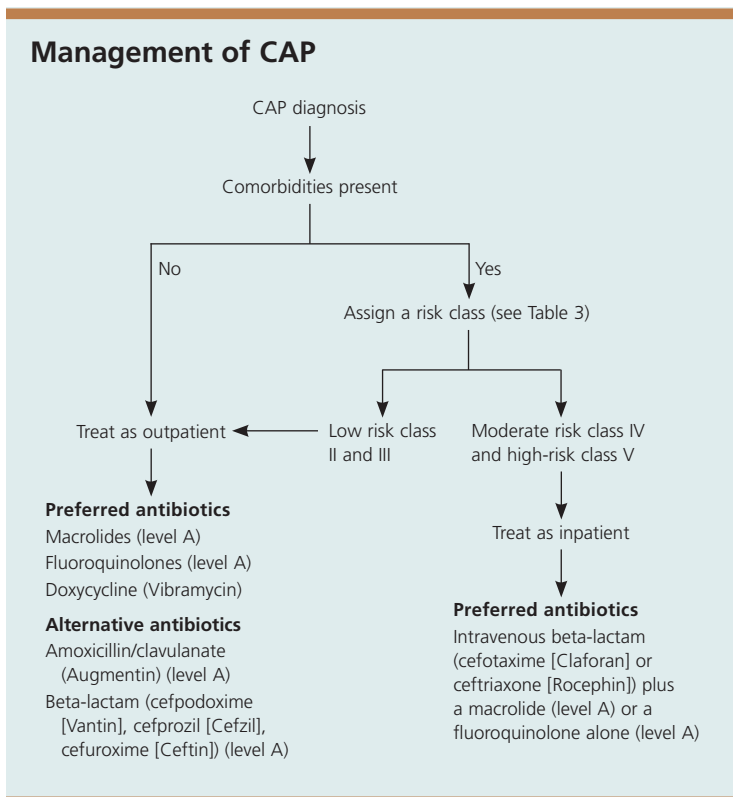 Management of CAP
CAP diagnosis
Comorbidities present
No
Yes
Assign a risk class (see Table 3)
Treat as outpatient
Low risk class
II and III
Moderate risk class IV
and high-risk class V
Treat as inpatient
Preferred antibiotics
Macrolides (level A)
Fluoroquinolones (level A)
Doxycycline (Vibramycin)
Alternative antibiotics
Amoxicillin/clavulanate
(Augmentin) (level A)
Beta-lactam (cefpodoxime
[Vantin], cefprozil [Cefzil],
cefuroxime [Ceftin]) (level A)
Preferred antibiotics
Intravenous beta-lactam
(cefotaxime [Claforan] or
ceftriaxone [Rocephin]) plus
a macrolide (level A) or a
fluoroquinolone alone (level A)